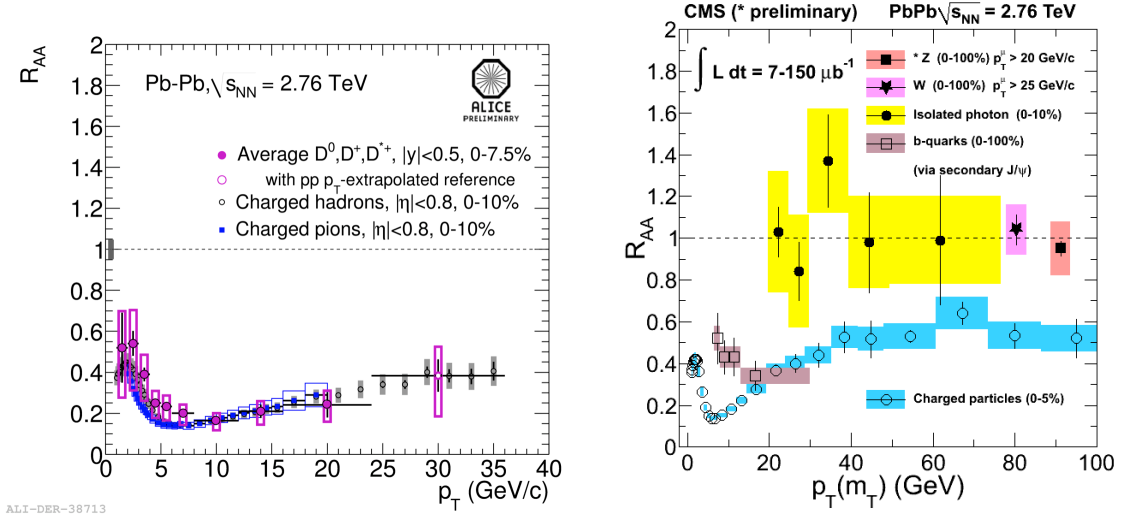 R_AA
2
1.8
1.6
1.4
1.2
1
0.8
0.6
0.4
0.2
0
Pb-Pb,√s_NN = 2.76 TeV
ALICE
PRELIMINARY
Average D^0,D^+,D^*+, |y|<0.5, 0-7.5%
with pp p_T-extrapolated reference
Charged hadrons, |η|<0.8, 0-10%
Charged pions, |η|<0.8, 0-10%
0 5 10 15 20 25 30 35 40
p_T (GeV/c)
ALI-DER-38713
CMS (* preliminary) PbPb √s_NN = 2.76 TeV
R_AA
2
1.8
1.6
1.4
1.2
1
0.8
0.6
0.4
0.2
0
∫ L dt = 7-150 μb^-1
* Z (0-100%) p_T^μ > 20 GeV/c
W (0-100%) p_T^μ > 25 GeV/c
Isolated photon (0-10%)
b-quarks (0-100%)
(via secondary J/ψ)
Charged particles (0-5%)
0 20 40 60 80 100
p_T(m_T) (GeV)